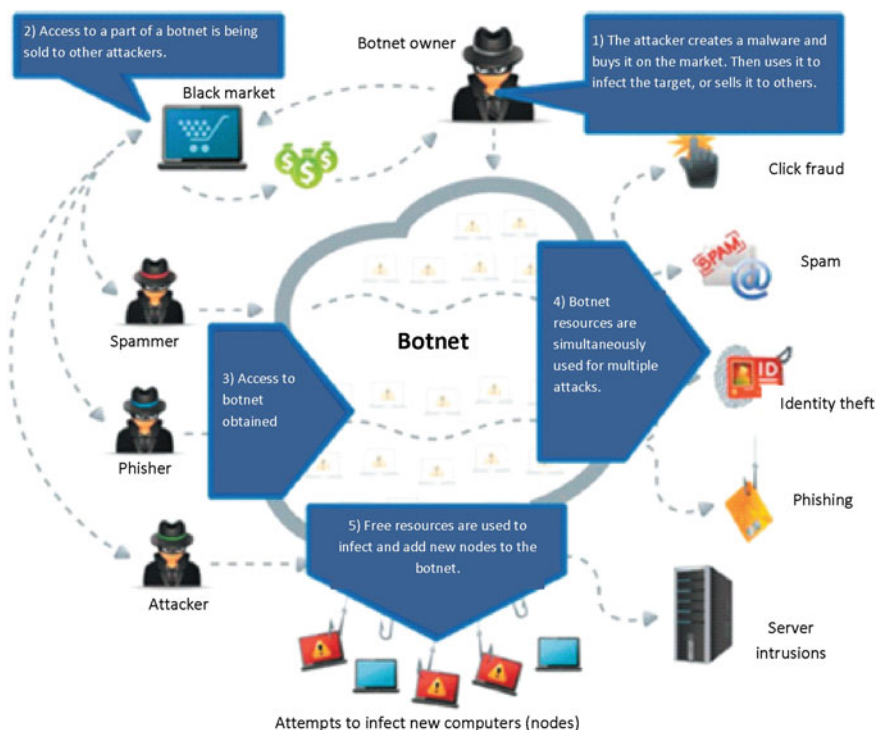 2) Access to a part of a botnet is being
sold to other attackers.
Botnet owner
1) The attacker creates a malware and
buys it on the market. Then uses it to
infect the target, or sells it to others.
Black market
$
$
$
Click fraud
SPAM
@
Spam
Spammer
Botnet
4) Botnet
resources are
simultaneously
used for multiple
attacks.
3) Access to
botnet
obtained
ID
Identity theft
Phisher
Phishing
5) Free resources are used to
infect and add new nodes to the
botnet.
Attacker
Server
intrusions
Attempts to infect new computers (nodes)